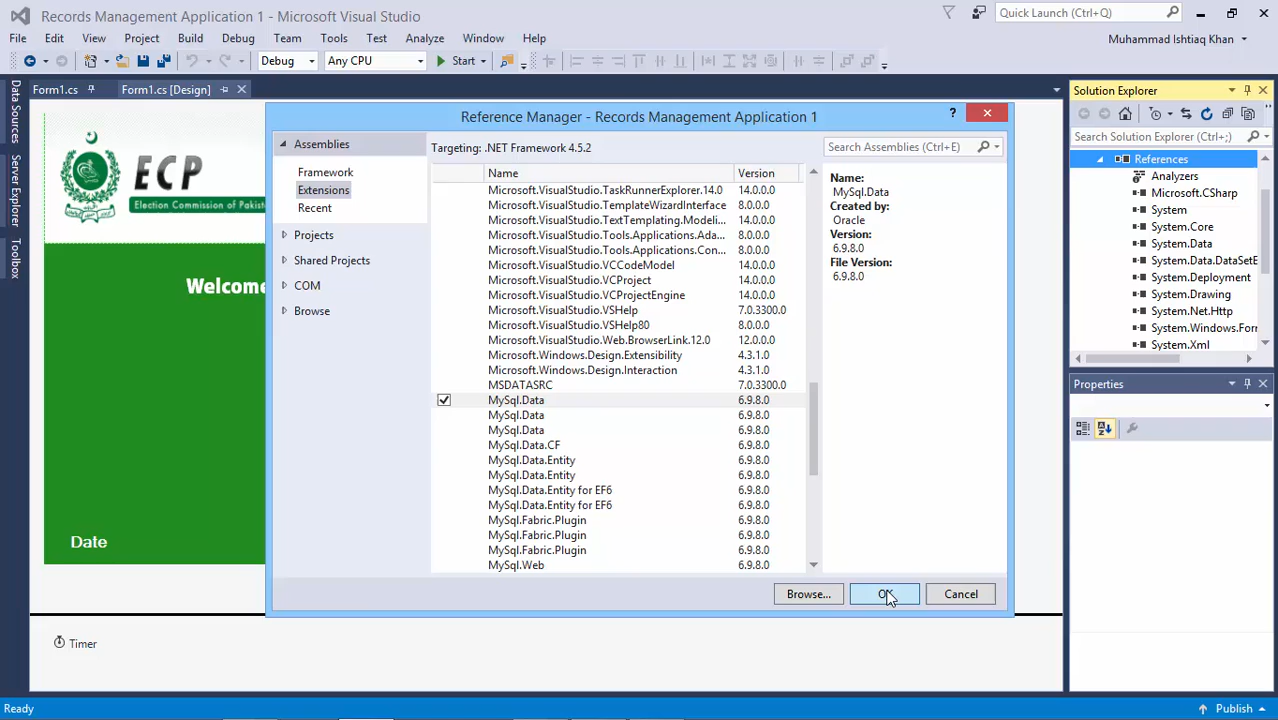 Records Management Application 1 - Microsoft Visual Studio
Quick Launch (Ctrl+Q)
File Edit View Project Build Debug Team Tools Test Analyze Window Help
Muhammad Ishtiaq Khan
Debug Any CPU Start
Form1.cs Form1.cs [Design]
Data Sources
Server Explorer
Toolbox
ECP
Election Commission of Pakist
Welcome
Date
Timer
Reference Manager - Records Management Application 1
Assemblies
Framework
Extensions
Recent
Projects
Shared Projects
COM
Browse
Targeting: .NET Framework 4.5.2
Search Assemblies (Ctrl+E)
Name Version
Microsoft.VisualStudio.TaskRunnerExplorer.14.0 14.0.0.0
Microsoft.VisualStudio.TemplateWizardInterface 8.0.0.0
Microsoft.VisualStudio.TextTemplating.Modeli... 14.0.0.0
Microsoft.VisualStudio.Tools.Applications.Ada... 8.0.0.0
Microsoft.VisualStudio.Tools.Applications.Con... 8.0.0.0
Microsoft.VisualStudio.VCCodeModel 14.0.0.0
Microsoft.VisualStudio.VCProject 14.0.0.0
Microsoft.VisualStudio.VCProjectEngine 14.0.0.0
Microsoft.VisualStudio.VSHelp 7.0.3300.0
Microsoft.VisualStudio.VSHelp80 8.0.0.0
Microsoft.VisualStudio.Web.BrowserLink.12.0 12.0.0.0
Microsoft.Windows.Design.Extensibility 4.3.1.0
Microsoft.Windows.Design.Interaction 4.3.1.0
MSDATASRC 7.0.3300.0
MySql.Data 6.9.8.0
MySql.Data 6.9.8.0
MySql.Data 6.9.8.0
MySql.Data.CF 6.9.8.0
MySql.Data.Entity 6.9.8.0
MySql.Data.Entity 6.9.8.0
MySql.Data.Entity for EF6 6.9.8.0
MySql.Data.Entity for EF6 6.9.8.0
MySql.Fabric.Plugin 6.9.8.0
MySql.Fabric.Plugin 6.9.8.0
MySql.Fabric.Plugin 6.9.8.0
MySql.Web 6.9.8.0
Name:
MySql.Data
Created by:
Oracle
Version:
6.9.8.0
File Version:
6.9.8.0
Browse... OK Cancel
Solution Explorer
Search Solution Explorer (Ctrl+;)
References
Analyzers
Microsoft.CSharp
System
System.Core
System.Data
System.Data.DataSetE
System.Deployment
System.Drawing
System.Net.Http
System.Windows.For
System.Xml
Properties
Ready
Publish